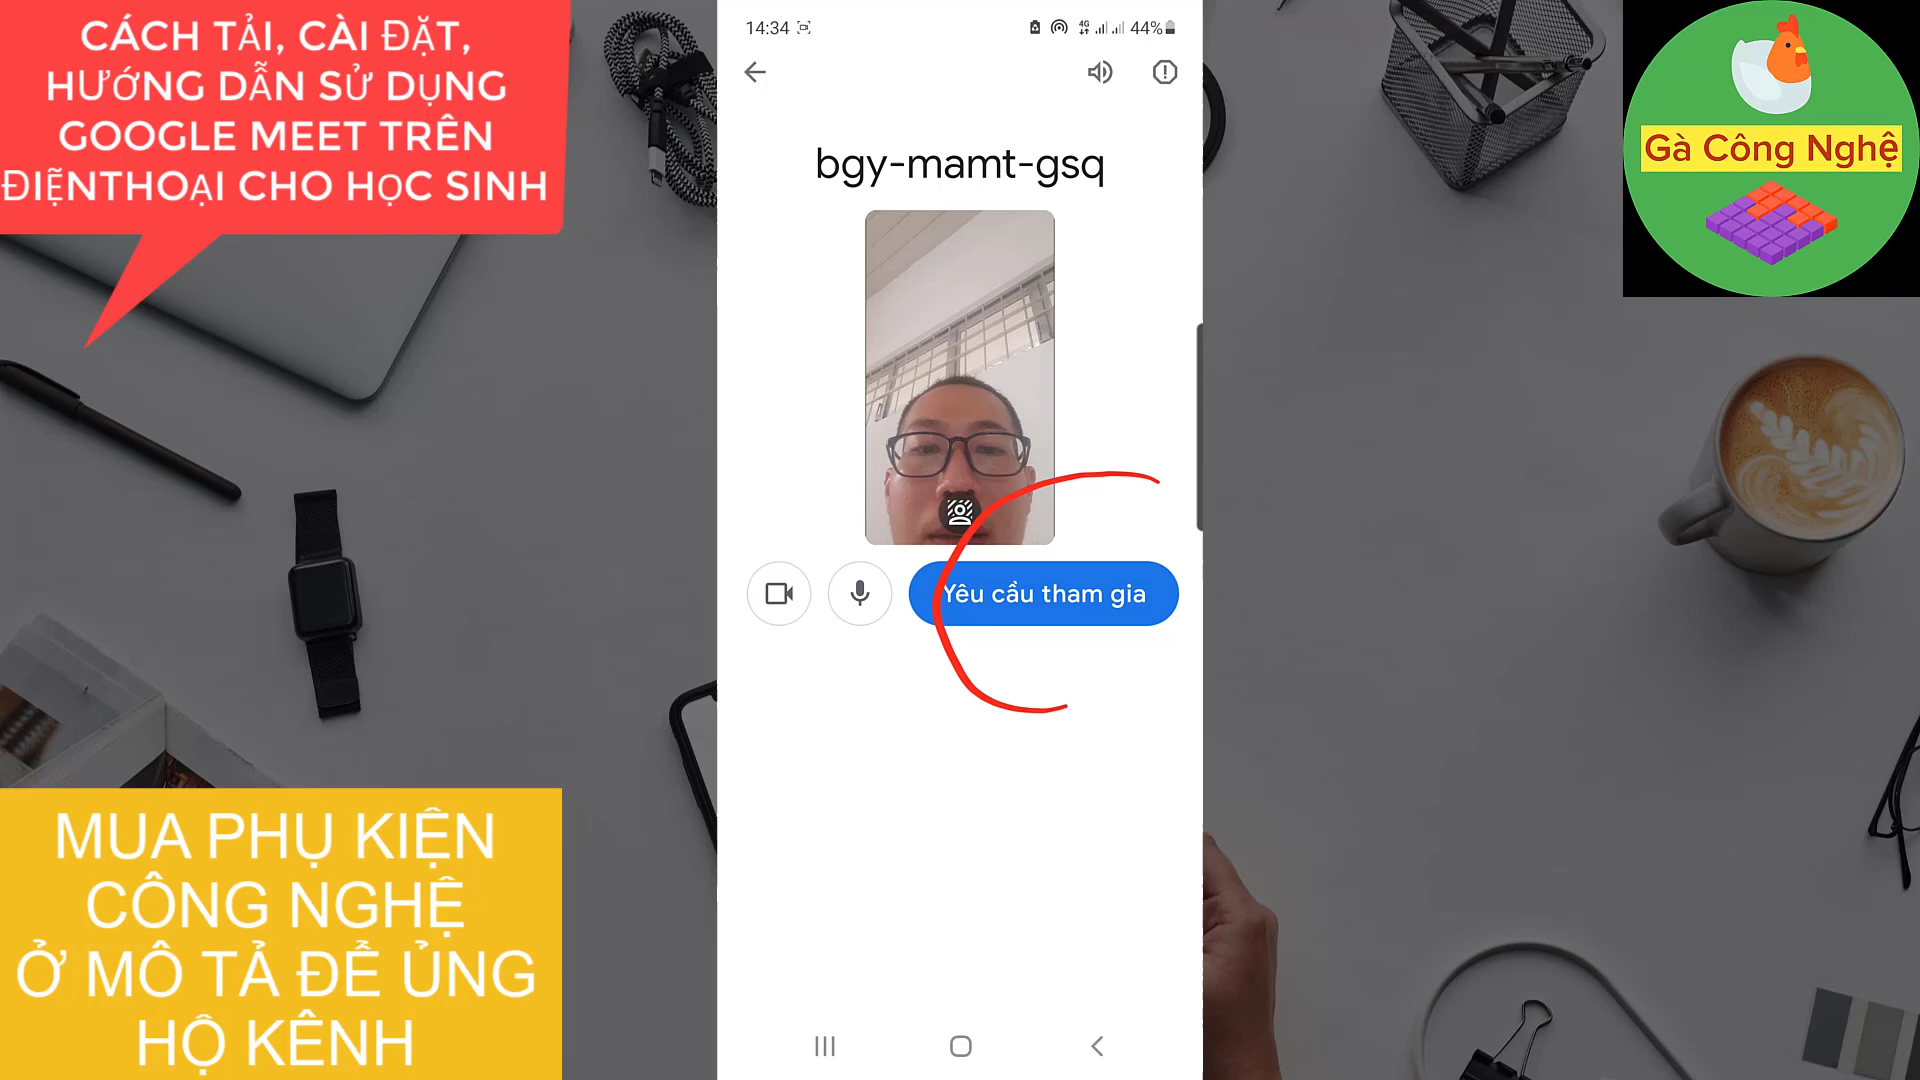 CÁCH TẢI, CÀI ĐẶT,
HƯỚNG DẪN SỬ DỤNG
GOOGLE MEET TRÊN
ĐIỆNTHOẠI CHO HỌC SINH
14:34
4G
44%
Gà Công Nghệ
bgy-mamt-gsq
Yêu cầu tham gia
MUA PHỤ KIỆN
CÔNG NGHỆ
Ở MÔ TẢ ĐỂ ỦNG
HỘ KÊNH